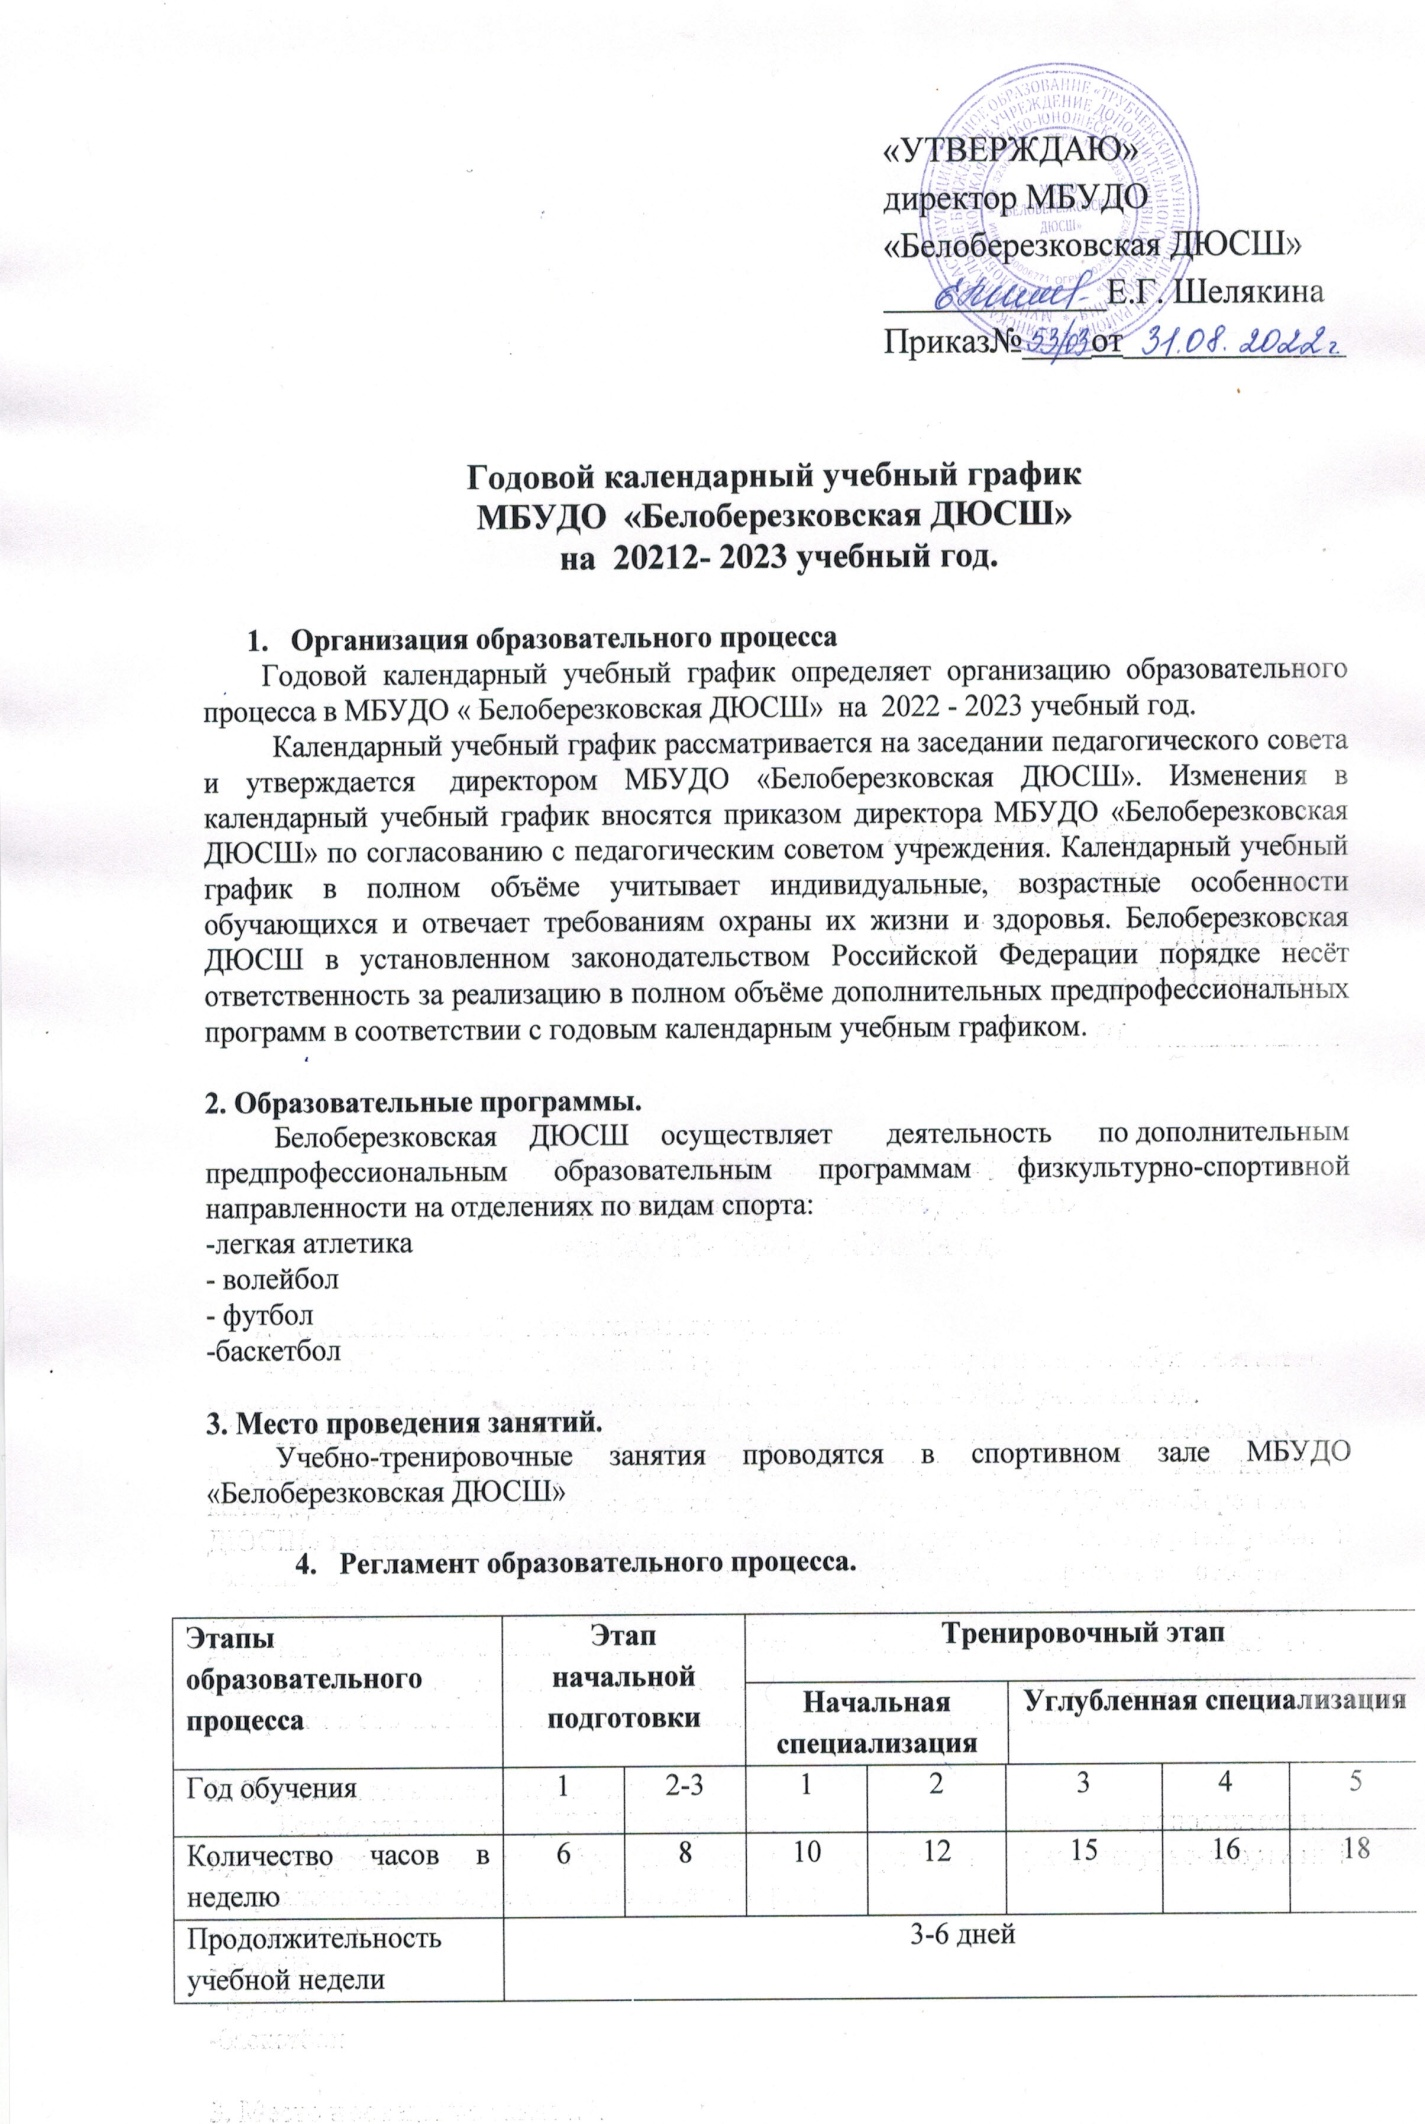 «УТВЕРЖДАЮ»
директор МБУДО
«Белоберезковская ДЮСШ»
Е.Г. Шелякина
Приказ№ 53/03 от 31.08.2022г.
Годовой календарный учебный график
МБУДО «Белоберезковская ДЮСШ»
на 20212- 2023 учебный год.
1. Организация образовательного процесса
Годовой календарный учебный график определяет организацию образовательного
процесса в МБУДО « Белоберезковская ДЮСШ» на 2022 - 2023 учебный год.
Календарный учебный график рассматривается на заседании педагогического совета
и утверждается директором МБУДО «Белоберезковская ДЮСШ». Изменения в
календарный учебный график вносятся приказом директора МБУДО «Белоберезковская
ДЮСШ» по согласованию с педагогическим советом учреждения. Календарный учебный
график в полном объёме учитывает индивидуальные, возрастные особенности
обучающихся и отвечает требованиям охраны их жизни и здоровья. Белоберезковская
ДЮСШ в установленном законодательством Российской Федерации порядке несёт
ответственность за реализацию в полном объёме дополнительных предпрофессиональных
программ в соответствии с годовым календарным учебным графиком.
2. Образовательные программы.
Белоберезковская ДЮСШ осуществляет деятельность по дополнительным
предпрофессиональным образовательным программам физкультурно-спортивной
направленности на отделениях по видам спорта:
-легкая атлетика
- волейбол
- футбол
-баскетбол
3. Место проведения занятий.
Учебно-тренировочные занятия проводятся в спортивном зале МБУДО
«Белоберезковская ДЮСШ»
4. Регламент образовательного процесса.
Этапы
образовательного
процесса
Этап
начальной
подготовки
Тренировочный этап
Начальная
специализация
Углубленная специализация
Год обучения 1 2-3 1 2 3 4 5
Количество часов в 6 8 10 12 15 16 18
неделю
Продолжительность 3-6 дней
учебной недели